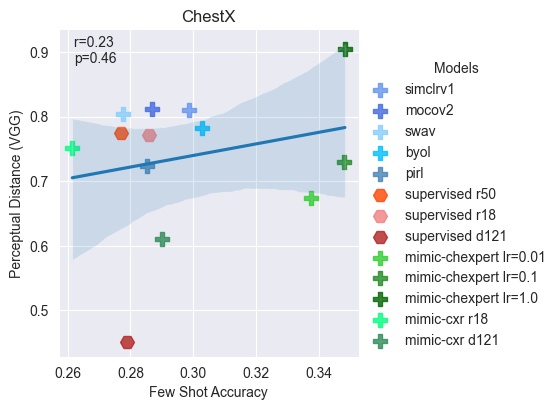 ChestX
r=0.23
p=0.46
0.9
0.8
0.7
0.6
0.5
Perceptual Distance (VGG)
0.26 0.28 0.30 0.32 0.34
Few Shot Accuracy
Models
simclrv1
mocov2
swav
byol
pirl
supervised r50
supervised r18
supervised d121
mimic-chexpert lr=0.01
mimic-chexpert lr=0.1
mimic-chexpert lr=1.0
mimic-cxr r18
mimic-cxr d121